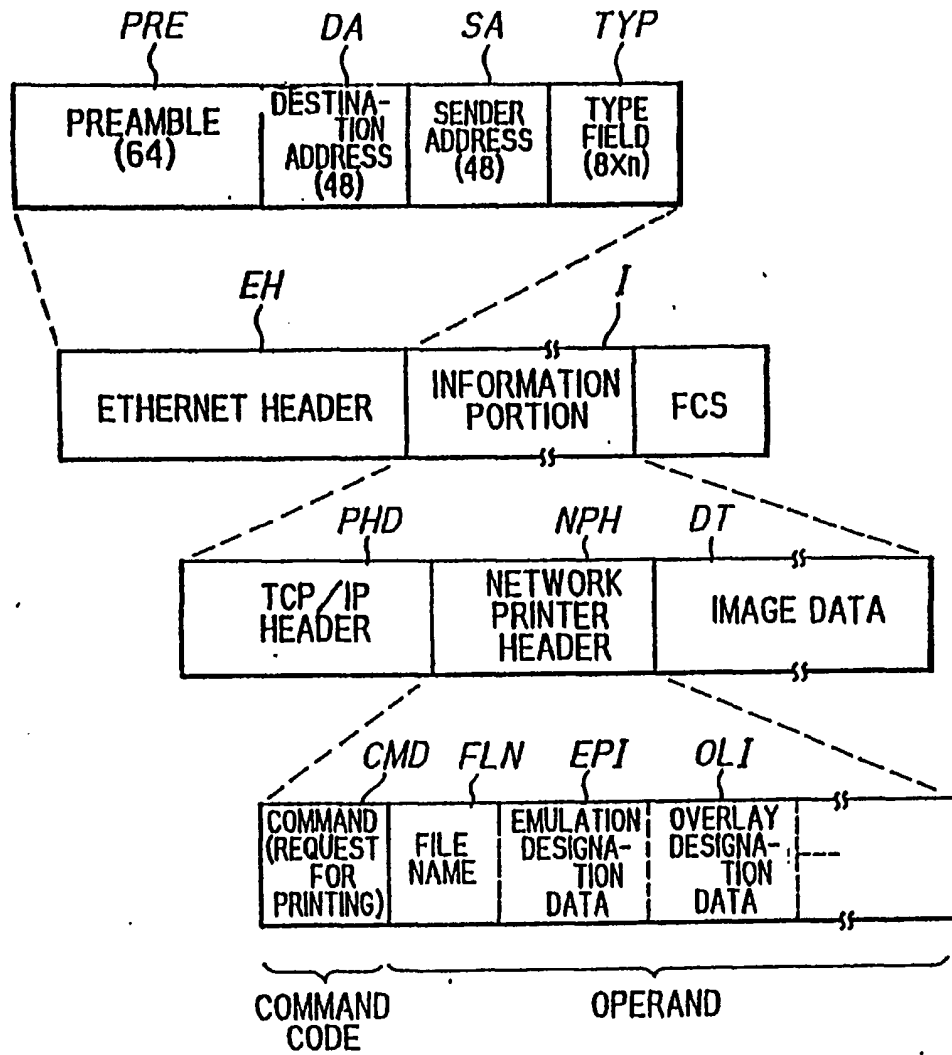 PRE DA SA TYP
PREAMBLE
(64)
DESTINA-
TION
ADDRESS
(48)
SENDER
ADDRESS
(48)
TYPE
FIELD
(8×n)
EH I
ETHERNET HEADER
INFORMATION
PORTION
FCS
PHD NPH DT
TCP/IP
HEADER
NETWORK
PRINTER
HEADER
IMAGE DATA
CMD FLN EPI OLI
COMMAND
(REQUEST
FOR
PRINTING)
FILE
NAME
EMULATION
DESIGNA-
TION
DATA
OVERLAY
DESIGNA-
TION
DATA
COMMAND
CODE
OPERAND